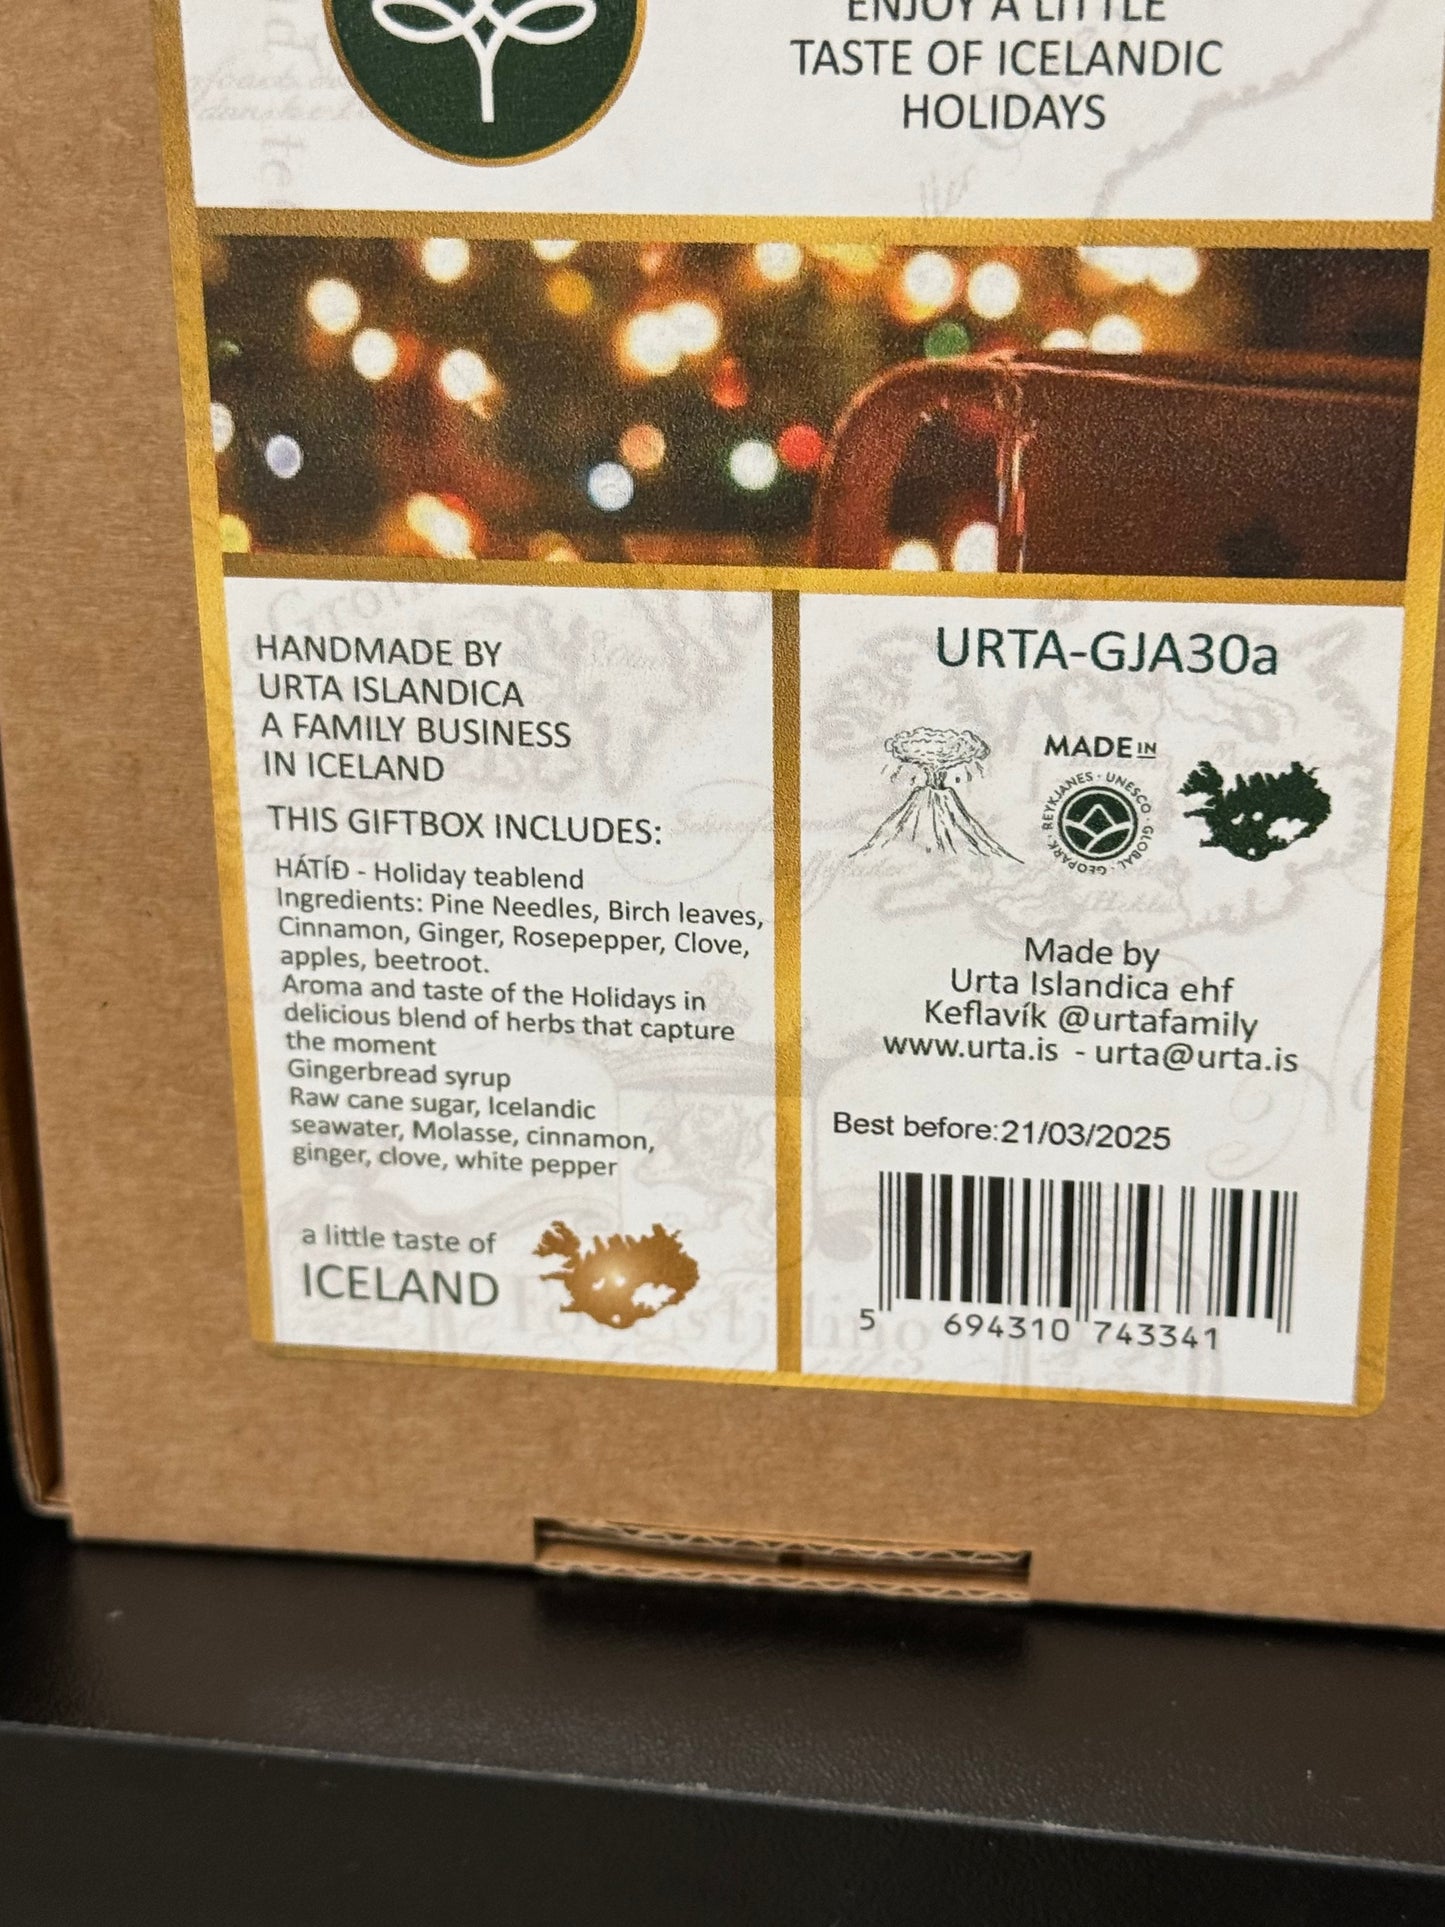 ENJOY A LITTLE
TASTE OF ICELANDIC
HOLIDAYS
HANDMADE BY
URTA ISLANDICA
A FAMILY BUSINESS
IN ICELAND
THIS GIFTBOX INCLUDES:
HÁTÍÐ - Holiday teablend
Ingredients: Pine Needles, Birch leaves,
Cinnamon, Ginger, Rosepepper, Clove,
apples, beetroot.
Aroma and taste of the Holidays in
delicious blend of herbs that capture
the moment
Gingerbread syrup
Raw cane sugar, Icelandic
seawater, Molasse, cinnamon,
ginger, clove, white pepper
a little taste of
ICELAND
URTA-GJA30a
MADE IN
REYKJANES · UNESCO · GLOBAL · GEOPARK ·
Made by
Urta Islandica ehf
Keflavík @urtafamily
www.urta.is - urta@urta.is
Best before:21/03/2025
5 694310 743341